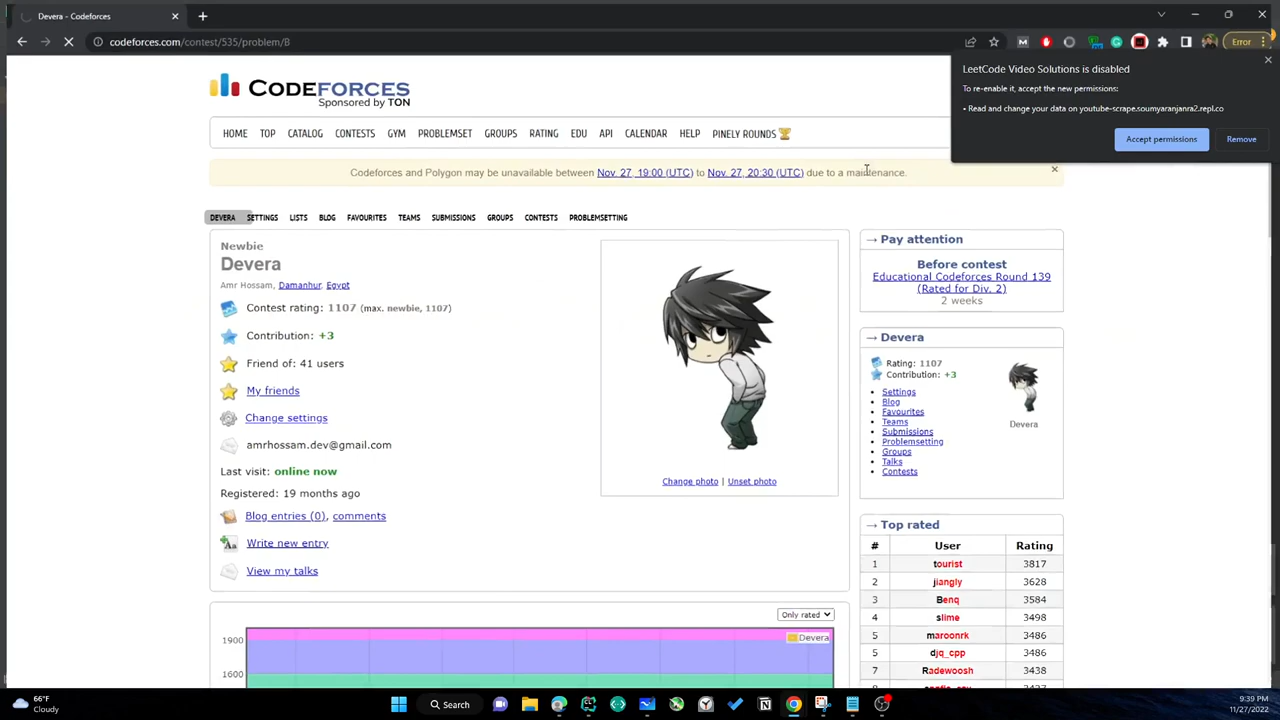 Devera - Codeforces
codeforces.com/contest/535/problem/B
Error
LeetCode Video Solutions is disabled
To re-enable it, accept the new permissions:
• Read and change your data on youtube-scrape.soumyaranjanra2.repl.co
Accept permissions
Remove
CODEFORCES
Sponsored by TON
HOME TOP CATALOG CONTESTS GYM PROBLEMSET GROUPS RATING EDU API CALENDAR HELP PINELY ROUNDS
Codeforces and Polygon may be unavailable between Nov 27, 19:00 (UTC) to Nov 27, 20:30 (UTC) due to a maintenance.
DEVERA SETTINGS LISTS BLOG FAVOURITES TEAMS SUBMISSIONS GROUPS CONTESTS PROBLEMSETTING
Newbie
Devera
Amr Hossam, Damanhur, Egypt
Contest rating: 1107 (max. newbie, 1107)
Contribution: +3
Friend of: 41 users
My friends
Change settings
amrhossam.dev@gmail.com
Last visit: online now
Registered: 19 months ago
Blog entries (0), comments
Write new entry
View my talks
Change photo | Unset photo
→ Pay attention
Before contest
Educational Codeforces Round 139
(Rated for Div. 2)
2 weeks
→ Devera
Rating: 1107
Contribution: +3
• Settings
• Blog
• Favourites
• Teams
• Submissions
• Problemsetting
• Groups
• Talks
• Contests
Devera
→ Top rated
# User Rating
1 tourist 3817
2 jiangly 3628
3 Benq 3584
4 slime 3498
5 maroonrk 3486
5 djq_cpp 3486
7 Radewoosh 3438
Only rated
Devera
1900
1600
66°F
Cloudy
Search
9:39 PM
11/27/2022